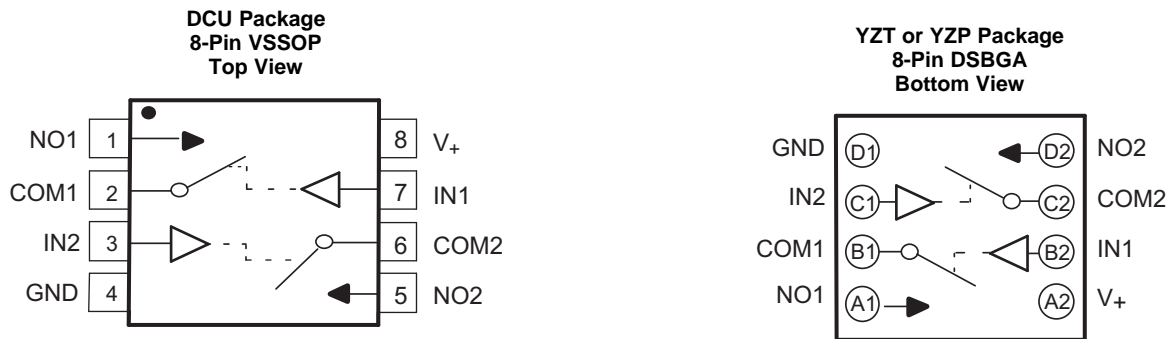 DCU Package
8-Pin VSSOP
Top View
NO1 1 8 V+
COM1 2 7 IN1
IN2 3 6 COM2
GND 4 5 NO2
YZT or YZP Package
8-Pin DSBGA
Bottom View
GND D1 D2 NO2
IN2 C1 C2 COM2
COM1 B1 B2 IN1
NO1 A1 A2 V+